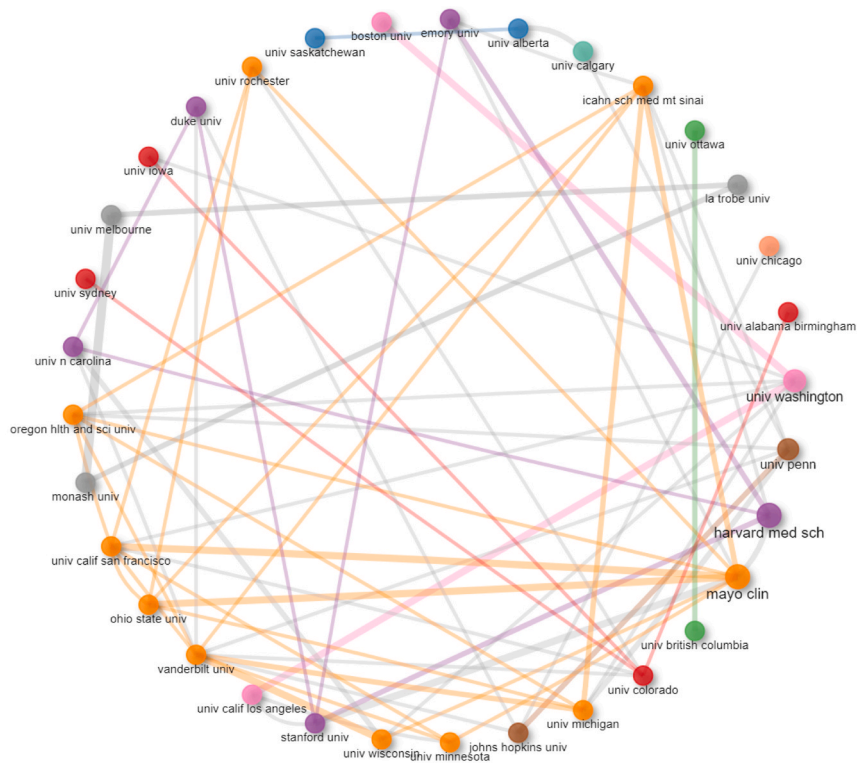 emory univ
boston univ
univ alberta
univ saskatchewan
univ calgary
univ rochester
icahn sch med mt sinai
duke univ
univ ottawa
univ iowa
la trobe univ
univ melbourne
univ chicago
univ sydney
univ alabama birmingham
univ n carolina
univ washington
oregon hlth and sci univ
univ penn
monash univ
harvard med sch
univ calif san francisco
mayo clin
ohio state univ
univ british columbia
vanderbilt univ
univ colorado
univ calif los angeles
univ michigan
stanford univ
univ wisconsin
univ minnesota
johns hopkins univ